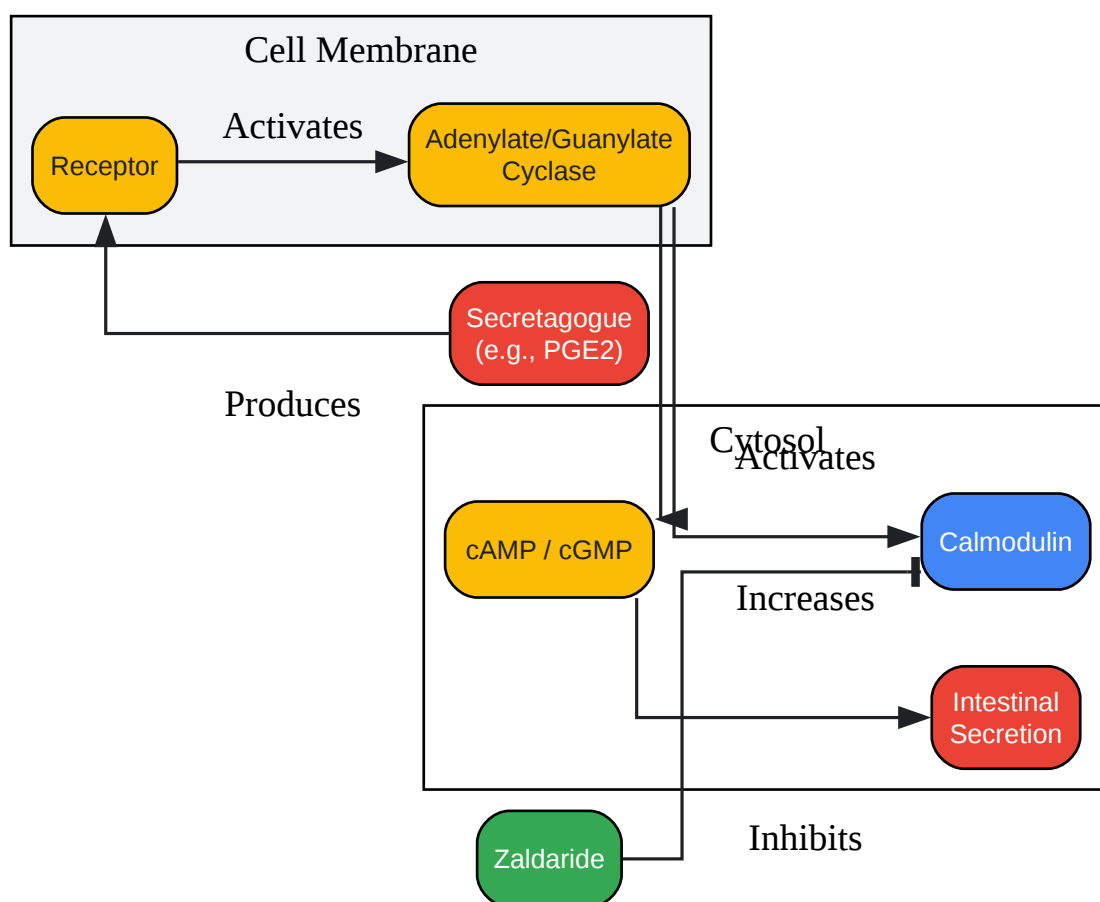 Cell Membrane
Activates
Receptor
Adenylate/Guanylate
Cyclase
Secretagogue
(e.g., PGE2)
Produces
Cytosol
Activates
cAMP / cGMP
Calmodulin
Increases
Intestinal
Secretion
Inhibits
Zaldaride